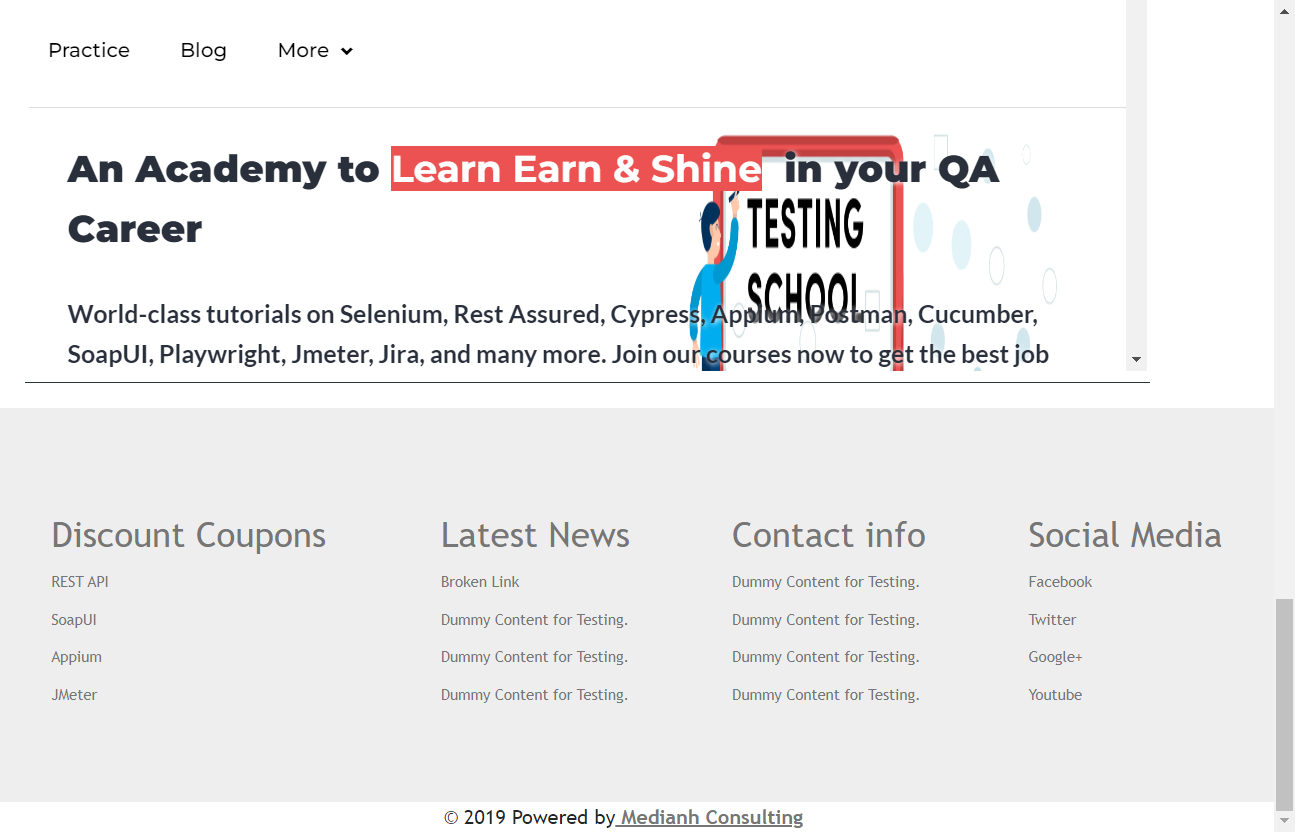 Practice Blog More
An Academy to Learn Earn & Shine in your QA
Career
TESTING
SCHOOL
World-class tutorials on Selenium, Rest Assured, Cypress, Appium, Postman, Cucumber,
SoapUI, Playwright, Jmeter, Jira, and many more. Join our courses now to get the best job
Discount Coupons
REST API
SoapUI
Appium
JMeter
Latest News
Broken Link
Dummy Content for Testing.
Dummy Content for Testing.
Dummy Content for Testing.
Contact info
Dummy Content for Testing.
Dummy Content for Testing.
Dummy Content for Testing.
Dummy Content for Testing.
Social Media
Facebook
Twitter
Google+
Youtube
© 2019 Powered by Medianh Consulting